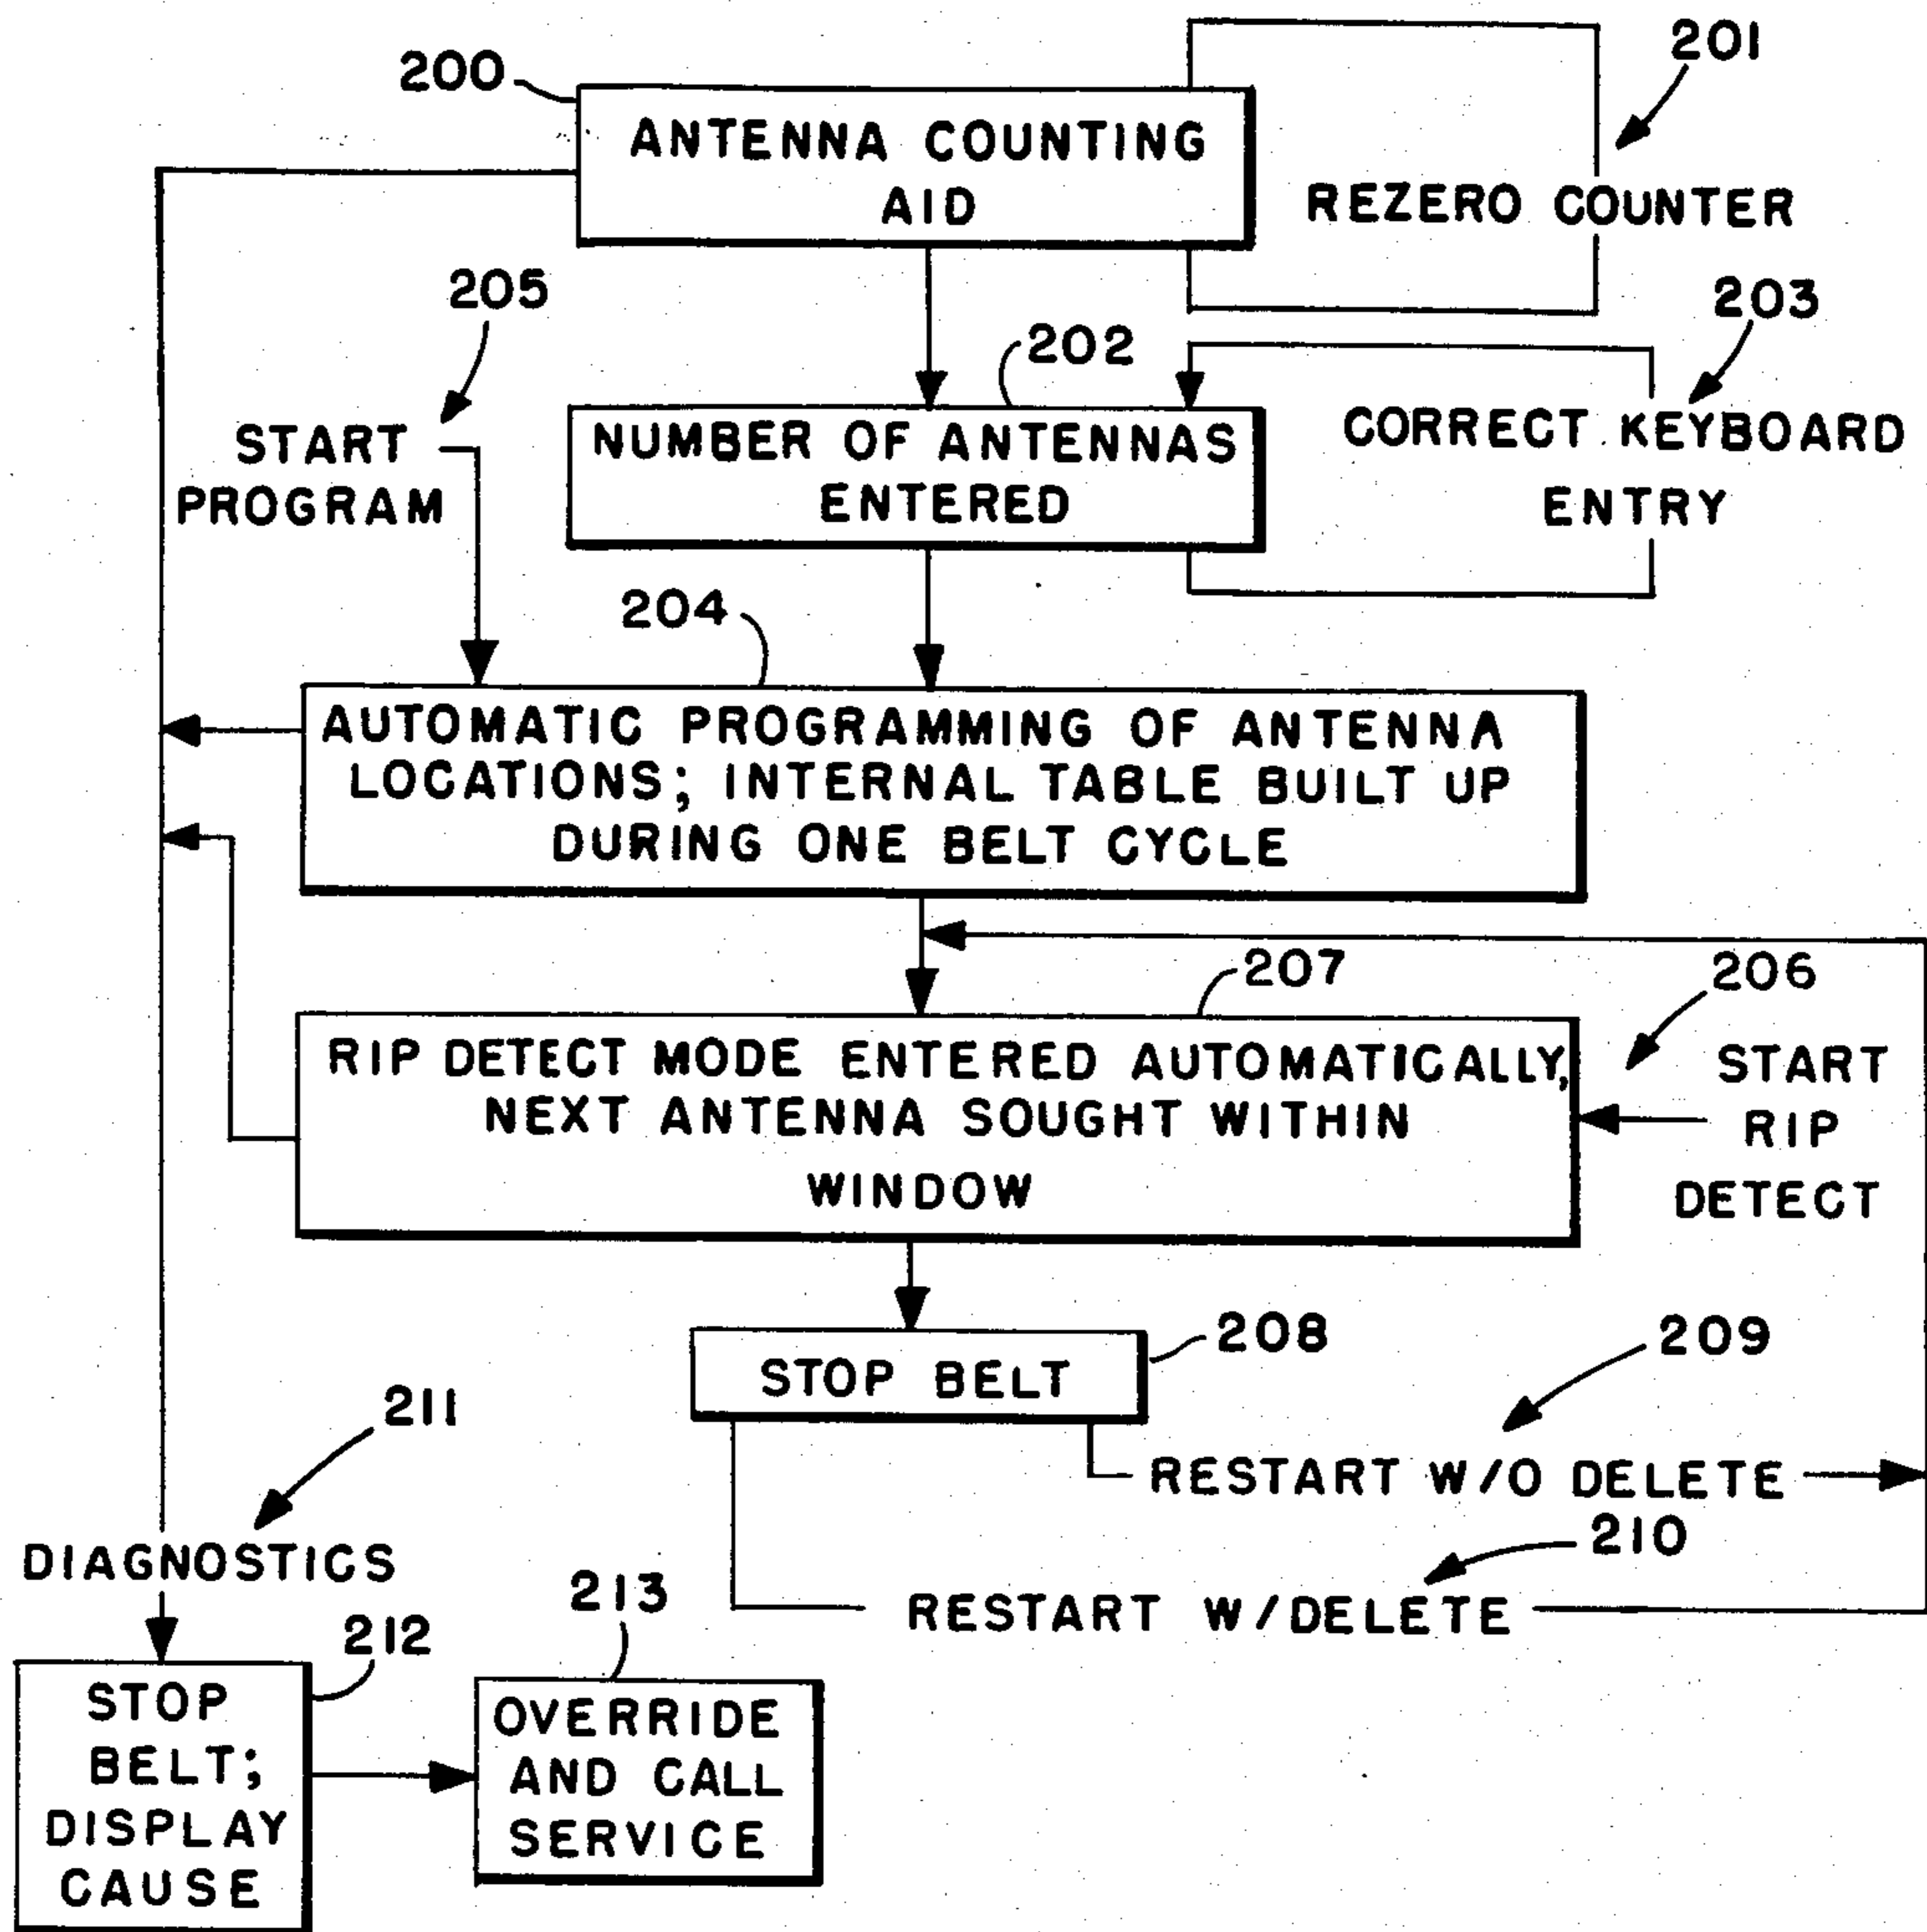 200
201
ANTENNA COUNTING
AID
REZERO COUNTER
205
203
202
START
PROGRAM
NUMBER OF ANTENNAS
ENTERED
CORRECT KEYBOARD
ENTRY
204
AUTOMATIC PROGRAMMING OF ANTENNA
LOCATIONS; INTERNAL TABLE BUILT UP
DURING ONE BELT CYCLE
207
206
RIP DETECT MODE ENTERED AUTOMATICALLY;
NEXT ANTENNA SOUGHT WITHIN
WINDOW
START
RIP
DETECT
208
209
STOP BELT
211
RESTART W/O DELETE
210
DIAGNOSTICS
213
RESTART W/DELETE
212
STOP
BELT;
DISPLAY
CAUSE
OVERRIDE
AND CALL
SERVICE